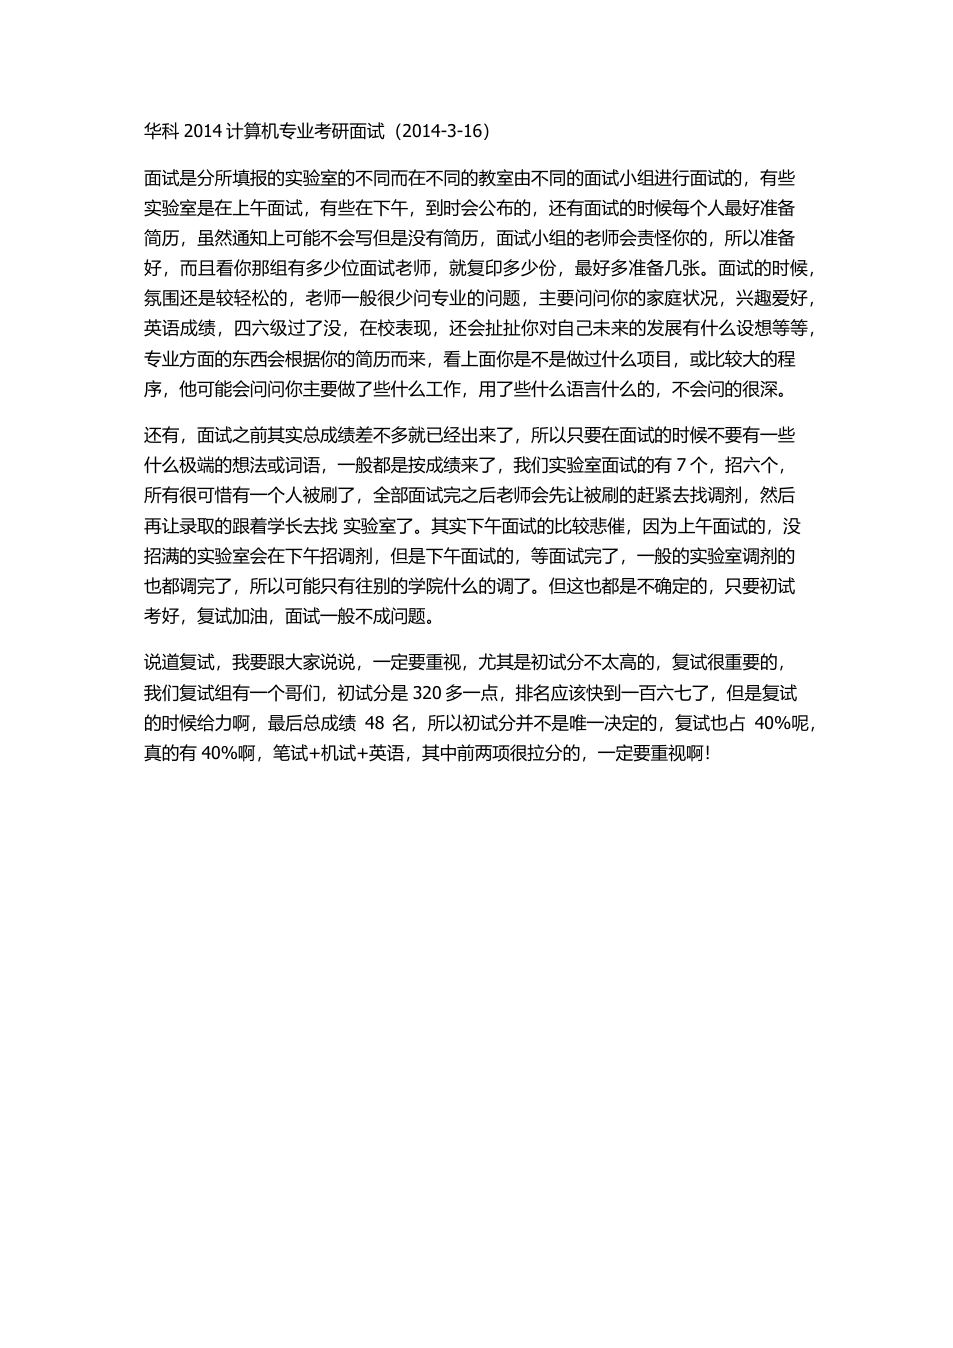 华科 2014 计算机专业考研面试（2014-3-16）
面试是分所填报的实验室的不同而在不同的教室由不同的面试小组进行面试的，有些
实验室是在上午面试，有些在下午，到时会公布的，还有面试的时候每个人最好准备
简历，虽然通知上可能不会写但是没有简历，面试小组的老师会责怪你的，所以准备
好，而且看你那组有多少位面试老师，就复印多少份，最好多准备几张。面试的时候，
氛围还是较轻松的，老师一般很少问专业的问题，主要问问你的家庭状况，兴趣爱好，
英语成绩，四六级过了没，在校表现，还会扯扯你对自己未来的发展有什么设想等等，
专业方面的东西会根据你的简历而来，看上面你是不是做过什么项目，或比较大的程
序，他可能会问问你主要做了些什么工作，用了些什么语言什么的，不会问的很深。
还有，面试之前其实总成绩差不多就已经出来了，所以只要在面试的时候不要有一些
什么极端的想法或词语，一般都是按成绩来了，我们实验室面试的有 7 个，招六个，
所有很可惜有一个人被刷了，全部面试完之后老师会先让被刷的赶紧去找调剂，然后
再让录取的跟着学长去找 实验室了。其实下午面试的比较悲催，因为上午面试的，没
招满的实验室会在下午招调剂，但是下午面试的，等面试完了，一般的实验室调剂的
也都调完了，所以可能只有往别的学院什么的调了。但这也都是不确定的，只要初试
考好，复试加油，面试一般不成问题。
说道复试，我要跟大家说说，一定要重视，尤其是初试分不太高的，复试很重要的，
我们复试组有一个哥们，初试分是 320 多一点，排名应该快到一百六七了，但是复试
的时候给力啊，最后总成绩 48 名，所以初试分并不是唯一决定的，复试也占 40%呢，
真的有 40%啊，笔试+机试+英语，其中前两项很拉分的，一定要重视啊！